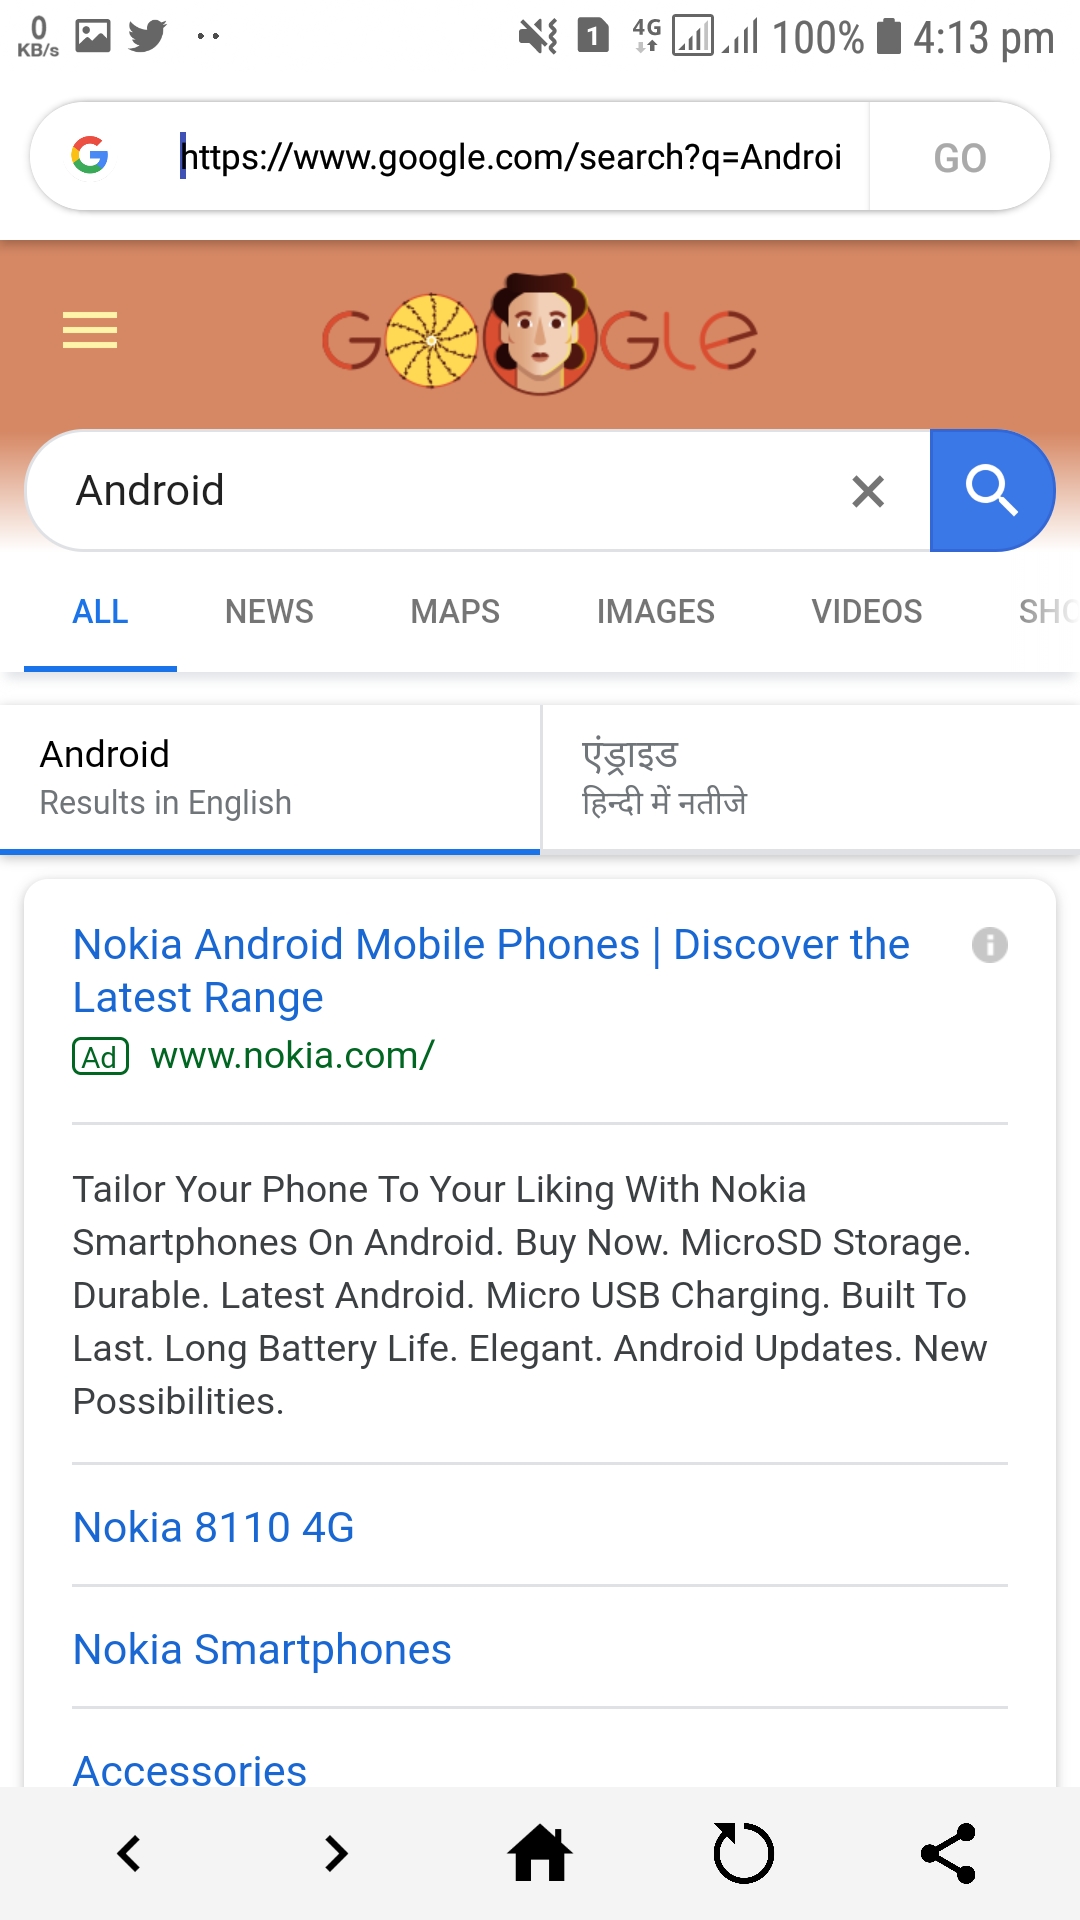 0
KB/s
1
4G
100%
4:13 pm
https://www.google.com/search?q=Androi
GO
GOOGLE
Android
ALL NEWS MAPS IMAGES VIDEOS SHO
Android
Results in English
एंड्राइड
हिन्दी में नतीजे
Nokia Android Mobile Phones | Discover the
Latest Range
Ad www.nokia.com/
Tailor Your Phone To Your Liking With Nokia
Smartphones On Android. Buy Now. MicroSD Storage.
Durable. Latest Android. Micro USB Charging. Built To
Last. Long Battery Life. Elegant. Android Updates. New
Possibilities.
Nokia 8110 4G
Nokia Smartphones
Accessories